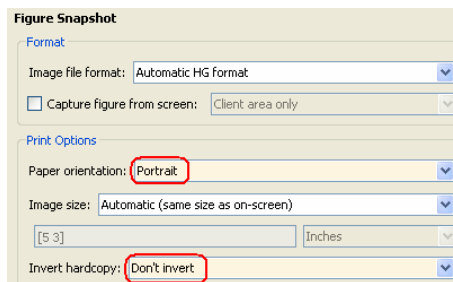 Figure Snapshot
Format
Image file format: Automatic HG format
Capture figure from screen: Client area only
Print Options
Paper orientation: Portrait
Image size: Automatic (same size as on-screen)
[5 3] Inches
Invert hardcopy: Don't invert